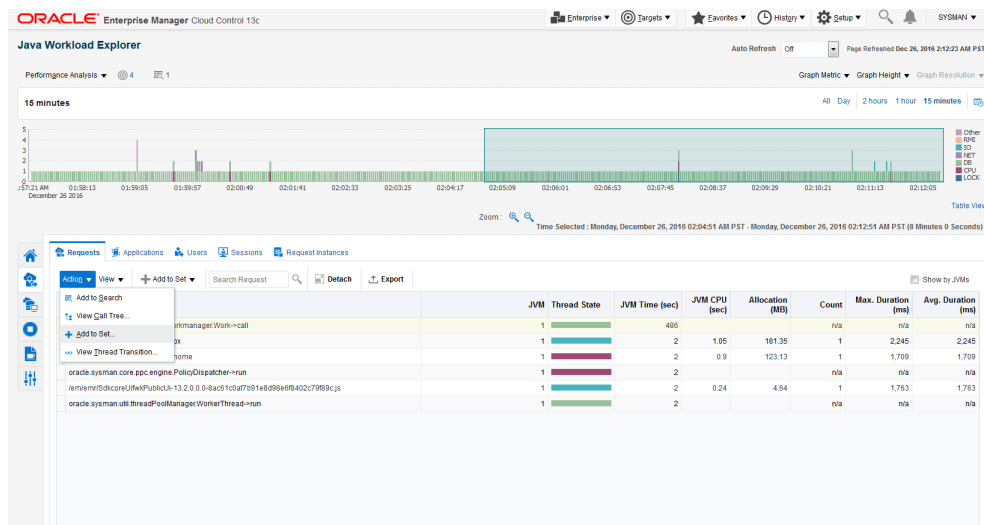 ORACLE Enterprise Manager Cloud Control 13c
Enterprise Targets Favorites History Setup SYSMAN
Java Workload Explorer
Auto Refresh Off Page Refreshed Dec 26, 2016 2:12:23 AM PST
Performance Analysis 4 1
Graph Metric Graph Height Graph Resolution
15 minutes
All Day 2 hours 1 hour 15 minutes
5
4
3
2
1
0
Other
RMI
IO
NET
DB
CPU
LOCK
:57:21 AM 01:58:13 01:59:05 01:59:57 02:00:49 02:01:41 02:02:33 02:03:25 02:04:17 02:05:09 02:06:01 02:06:53 02:07:45 02:08:37 02:09:29 02:10:21 02:11:13 02:12:05
December 26 2016
Table View
Zoom :
Time Selected : Monday, December 26, 2016 02:04:51 AM PST - Monday, December 26, 2016 02:12:51 AM PST (8 Minutes 0 Seconds)
Requests Applications Users Sessions Request Instances
Action View Add to Set Search Request Detach Export Show by JVMs
Add to Search
View Call Tree...
Add to Set...
View Thread Transition...
JVM Thread State JVM Time (sec) JVM CPU (sec) Allocation (MB) Count Max. Duration (ms) Avg. Duration (ms)
orkmanager.Work->call 1 486 n/a n/a n/a
px 1 2 1.05 181.35 1 2,245 2,245
home 1 2 0.9 123.13 1 1,709 1,709
oracle.sysman.core.ppc.engine.PolicyDispatcher->run 1 2 n/a n/a n/a
/em/emr/SdkcoreUifwkPublicUi-13.2.0.0.0-8ac61c0af7b91e8d98e6f8402c79f89c.js 1 2 0.24 4.64 1 1,763 1,763
oracle.sysman.util.threadPoolManager.WorkerThread->run 1 2 n/a n/a n/a